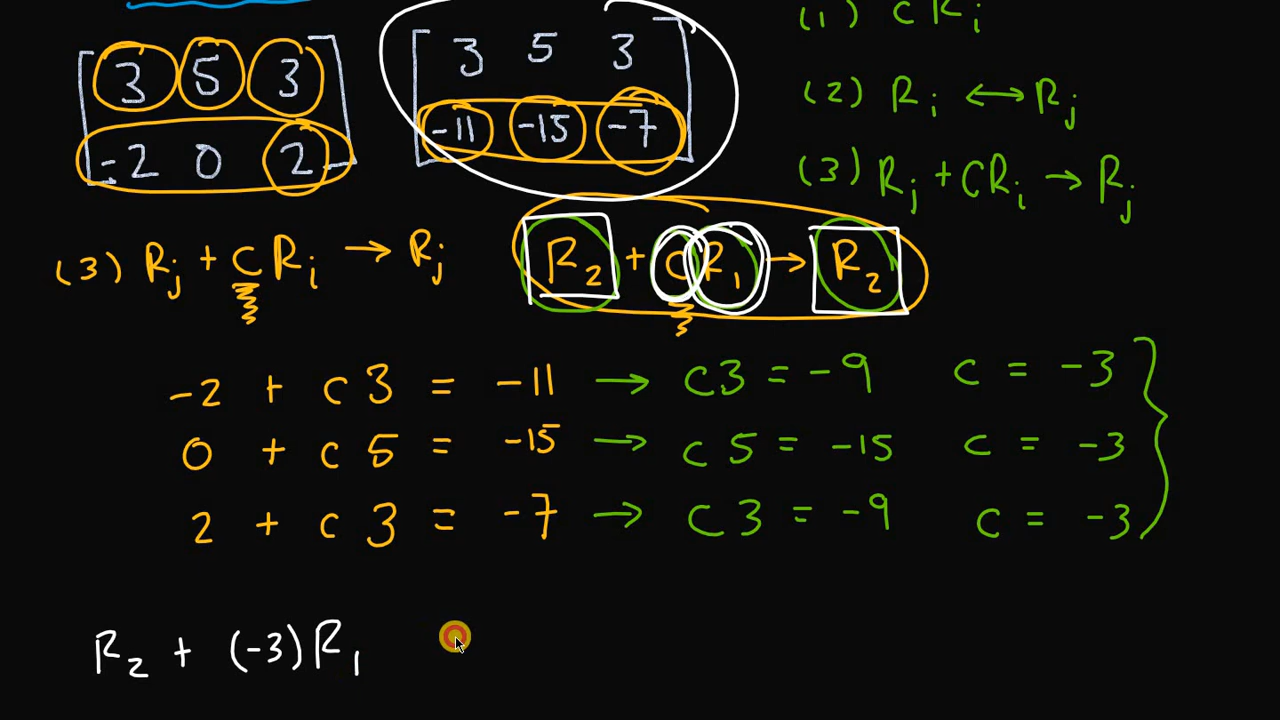 (1) CRi
3 5 3
-2 0 2
3 5 3
-11 -15 -7
(2) Ri ↔ Rj
(3) Rj + CRi → Rj
(3) Rj + CRi → Rj
R2 + CR1 → R2
-2 + c3 = -11 → c3 = -9 c = -3
0 + c5 = -15 → c5 = -15 c = -3
2 + c3 = -7 → c3 = -9 c = -3
R2 + (-3)R1